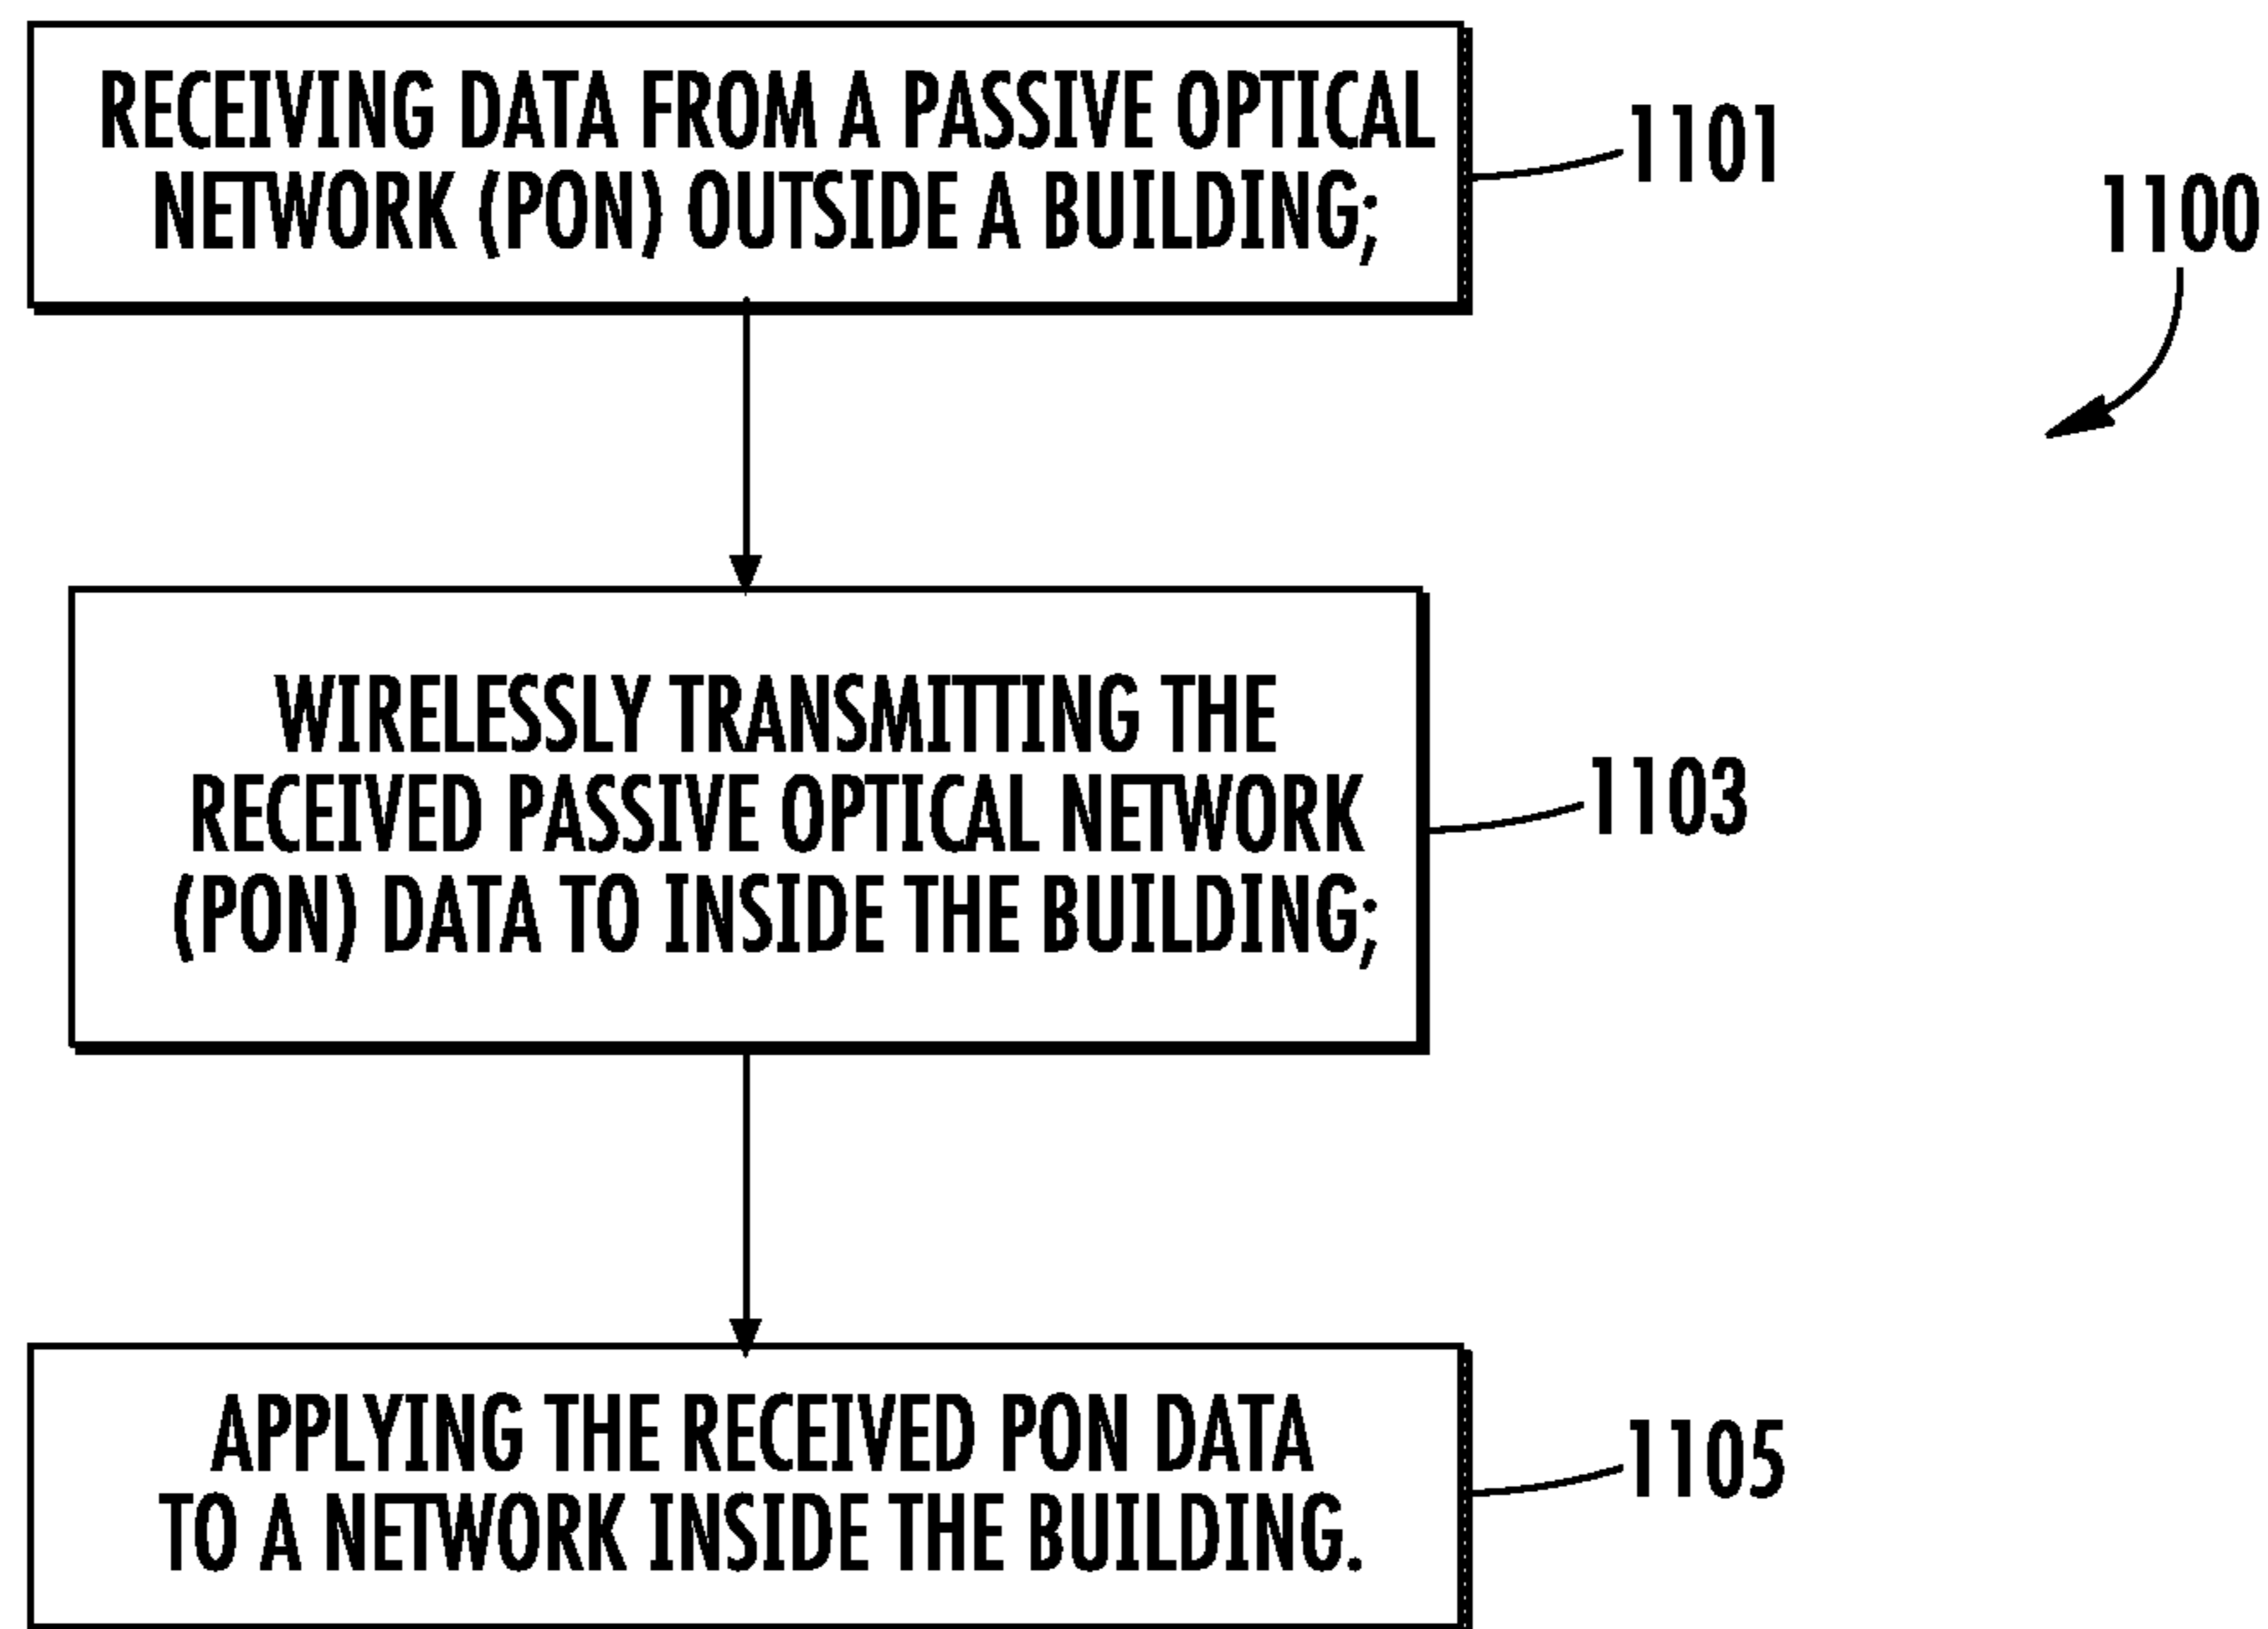 RECEIVING DATA FROM A PASSIVE OPTICAL
NETWORK (PON) OUTSIDE A BUILDING;
1101
1100
WIRELESSLY TRANSMITTING THE
RECEIVED PASSIVE OPTICAL NETWORK
(PON) DATA TO INSIDE THE BUILDING;
1103
APPLYING THE RECEIVED PON DATA
TO A NETWORK INSIDE THE BUILDING.
1105